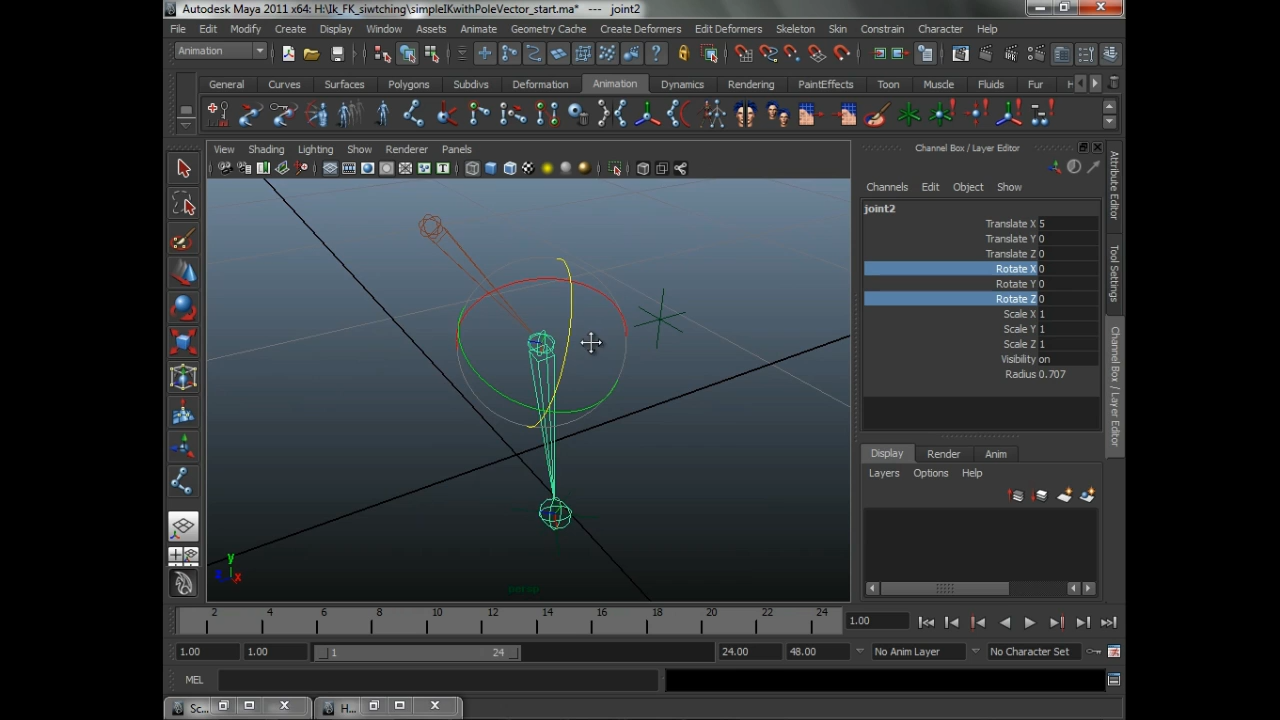 Autodesk Maya 2011 x64: H:\Ik_FK_siwtching\simpleIKwithPoleVector_start.ma* --- joint2
File Edit Modify Create Display Window Assets Animate Geometry Cache Create Deformers Edit Deformers Skeleton Skin Constrain Character Help
Animation
General Curves Surfaces Polygons Subdivs Deformation Animation Dynamics Rendering PaintEffects Toon Muscle Fluids Fur H
View Shading Lighting Show Renderer Panels
Channel Box / Layer Editor
Channels Edit Object Show
joint2
Translate X 5
Translate Y 0
Translate Z 0
Rotate X 0
Rotate Y 0
Rotate Z 0
Scale X 1
Scale Y 1
Scale Z 1
Visibility on
Radius 0.707
Attribute Editor
Tool Settings
Channel Box / Layer Editor
Display Render Anim
Layers Options Help
y
x
2 4 6 8 10 12 14 16 18 20 22 24
1.00
1.00 1.00 1 24 24.00 48.00 No Anim Layer No Character Set
MEL
Sc... H...